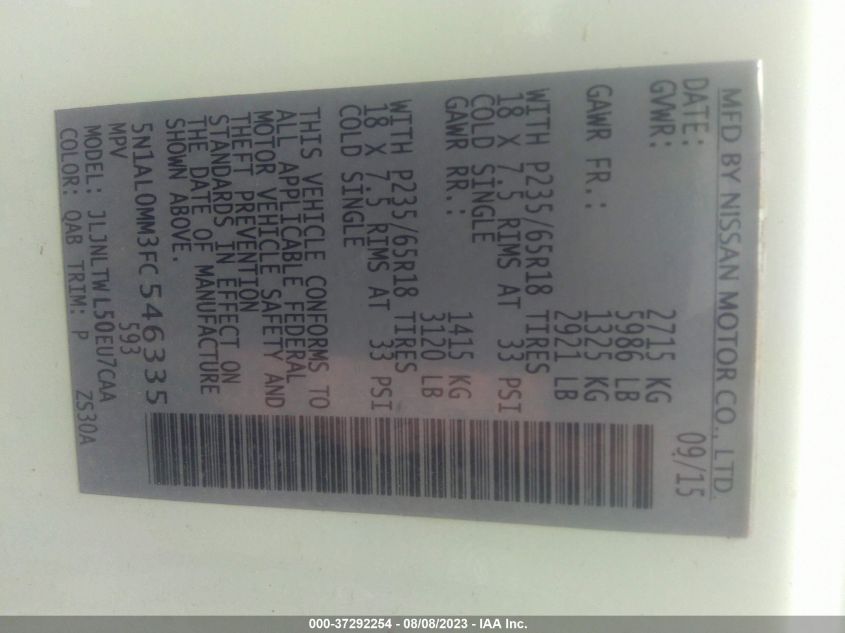 MFD BY NISSAN MOTOR CO., LTD.
DATE: 09/15
GVWR: 2715 KG
5986 LB
GAWR FR.: 1325 KG
2921 LB
WITH P235/65R18 TIRES
18 X 7.5 RIMS AT 33 PSI
COLD SINGLE
GAWR RR.: 1415 KG
3120 LB
WITH P235/65R18 TIRES
18 X 7.5 RIMS AT 33 PSI
COLD SINGLE
THIS VEHICLE CONFORMS TO
ALL APPLICABLE FEDERAL
MOTOR VEHICLE SAFETY AND
THEFT PREVENTION
STANDARDS IN EFFECT ON
THE DATE OF MANUFACTURE
SHOWN ABOVE.
5N1AL0MM3FC546335
MPV 593
MODEL: JLJNLTWL50EU7CAA
COLOR: QAB TRIM: P ZS30A
000-37292254 - 08/08/2023 - IAA Inc.